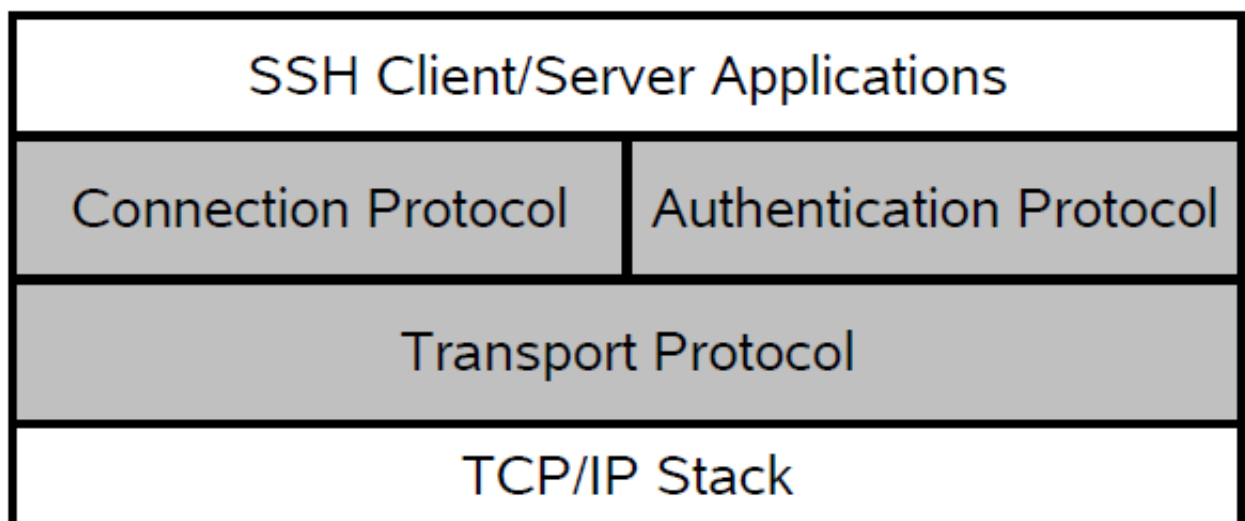 SSH Client/Server Applications
Connection Protocol
Authentication Protocol
Transport Protocol
TCP/IP Stack